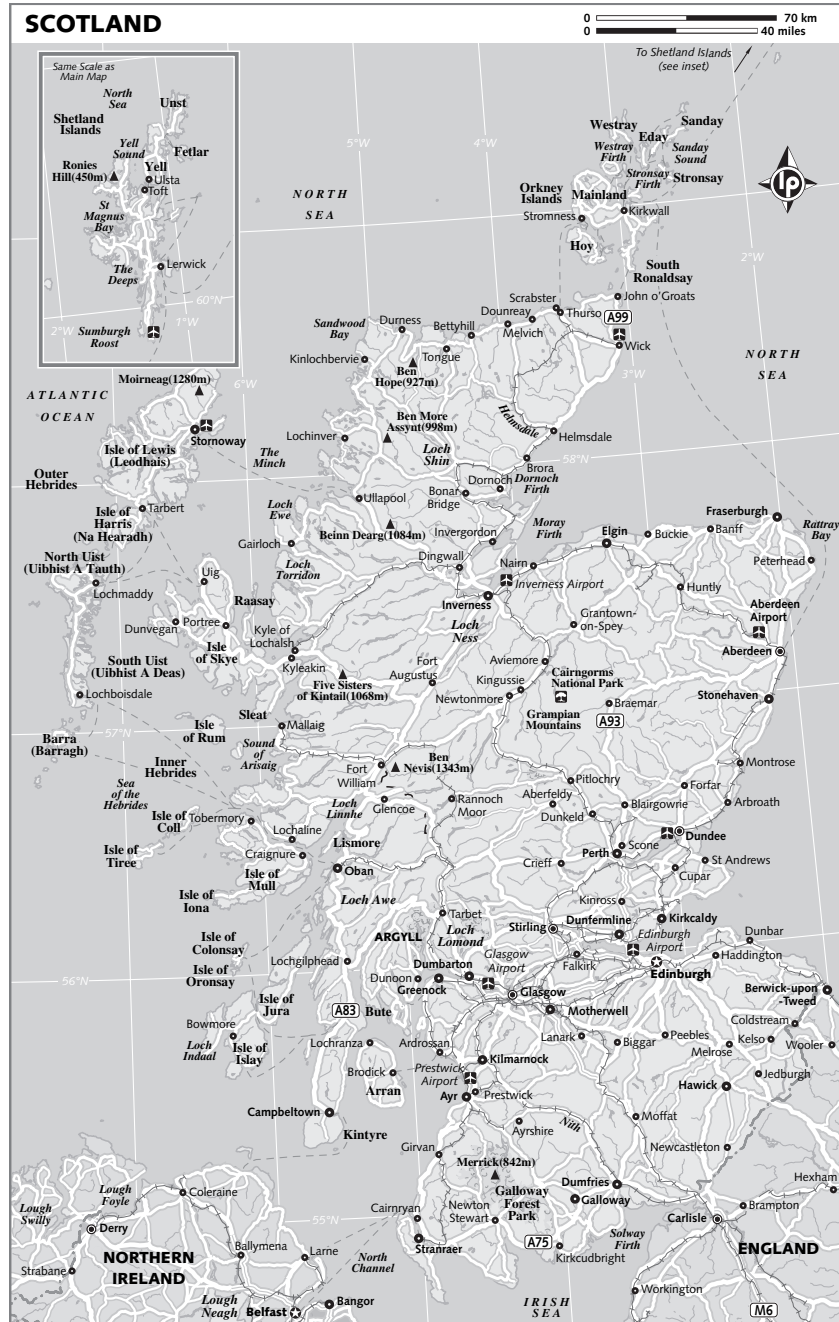 SCOTLAND
0 70 km
0 40 miles
To Shetland Islands
(see inset)
Same Scale as
Main Map
North
Sea
Unst
Shetland
Islands
Yell
Sound
Fetlar
Ronies
Hill(450m)
Yell
Ulsta
Toft
St
Magnus
Bay
The
Deeps
Lerwick
60°N
2°W
1°W
Sumburgh
Roost
5°W
4°W
NORTH
SEA
Westray
Sanday
Eday
Westray
Firth
Sanday
Sound
Stronsay
Firth
Stronsay
Orkney
Islands
Mainland
Kirkwall
Stromness
Hoy
South
Ronaldsay
lp
2°W
Scrabster
John o'Groats
Thurso
A99
Durness
Dounreay
Sandwood
Bay
Bettyhill
Melvich
Wick
Kinlochbervie
Tongue
Ben
Hope(927m)
3°W
NORTH
SEA
Moirneag(1280m)
6°W
ATLANTIC
OCEAN
Stornoway
Ben More
Assynt(998m)
Helmsdale
Lochinver
Helmsdale
Isle of Lewis
(Leodhais)
The
Minch
Loch
Shin
58°N
Brora
Outer
Hebrides
Dornoch
Dornoch
Firth
Bonar
Bridge
Ullapool
Loch
Ewe
Tarbert
Isle of
Harris
(Na Hearadh)
Beinn Dearg(1084m)
Invergordon
Moray
Firth
Fraserburgh
Elgin
Buckie
Banff
Rattray
Bay
Gairloch
North Uist
(Uibhist A Tauth)
Loch
Torridon
Dingwall
Nairn
Peterhead
Uig
Lochmaddy
Inverness Airport
Huntly
Raasay
Inverness
Aberdeen
Airport
Dunvegan
Portree
Kyle of
Lochalsh
Loch
Ness
Grantown-
on-Spey
Isle
of Skye
Kyleakin
Aberdeen
South Uist
(Uibhist A Deas)
Fort
Augustus
Aviemore
Cairngorms
National Park
Five Sisters
of Kintail(1068m)
Kingussie
Newtonmore
Lochboisdale
Sleat
Braemar
Stonehaven
Isle
of Rum
Mallaig
Grampian
Mountains
A93
Barra
(Barragh)
57°N
Sound
of
Arisaig
Inner
Hebrides
Fort
William
Ben
Nevis(1343m)
Montrose
Sea
of the
Hebrides
Pitlochry
Forfar
Aberfeldy
Blairgowrie
Arbroath
Loch
Linnhe
Glencoe
Rannoch
Moor
Dunkeld
Isle of
Coll
Tobermory
Lochaline
Lismore
Dundee
Isle of
Tiree
Craignure
Scone
Perth
St Andrews
Isle of
Mull
Oban
Crieff
Cupar
Isle of
Iona
Loch Awe
Kinross
Tarbet
Kirkcaldy
Dunfermline
Dunbar
ARGYLL
Loch
Lomond
Stirling
Edinburgh
Airport
Isle of
Colonsay
Glasgow
Airport
Haddington
Lochgilphead
Dumbarton
Falkirk
Edinburgh
Isle of
Oronsay
Dunoon
Greenock
Glasgow
Berwick-upon
-Tweed
56°N
Isle of
Jura
A83
Bute
Motherwell
Coldstream
Bowmore
Lochranza
Ardrossan
Lanark
Biggar
Peebles
Kelso
Wooler
Loch
Indaal
Isle of
Islay
Melrose
Kilmarnock
Brodick
Prestwick
Airport
Jedburgh
Arran
Prestwick
Ayr
Hawick
Campbeltown
Moffat
Kintyre
Ayrshire
Nith
Girvan
Newcastleton
Merrick(842m)
Hexham
Lough
Foyle
Coleraine
Dumfries
Lough
Swilly
Galloway
Forest
Park
Galloway
Brampton
Cairnryan
Newton
Stewart
55°N
Carlisle
Derry
Stranraer
Solway
Firth
NORTHERN
IRELAND
Ballymena
Larne
North
Channel
A75
Kirkcudbright
ENGLAND
Strabane
Workington
Lough
Neagh
Belfast
Bangor
IRISH
SEA
M6